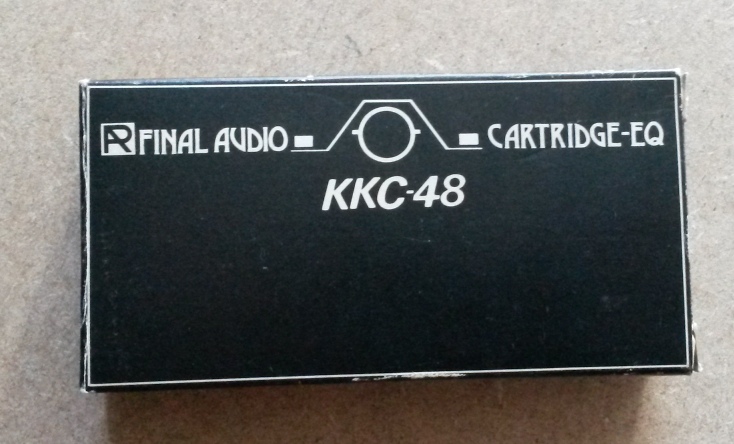 FINAL AUDIO CARTRIDGE-EQ
KKC-48